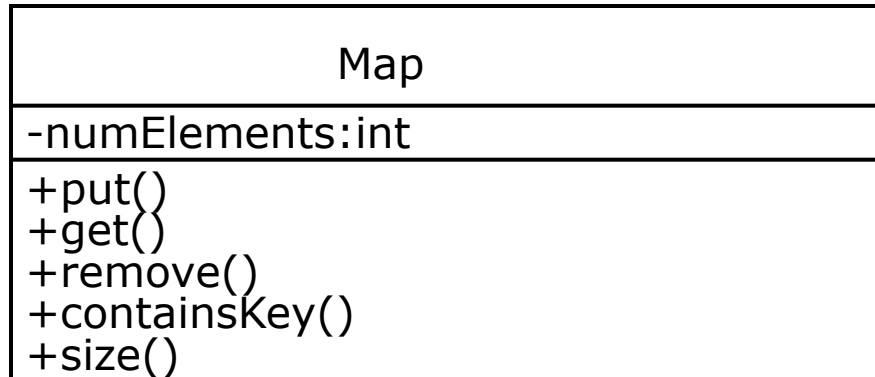 Map
-numElements:int
+put()
+get()
+remove()
+containsKey()
+size()